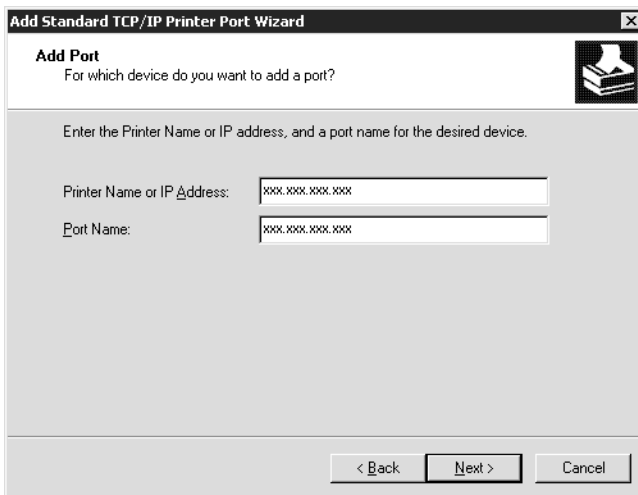 Add Standard TCP/IP Printer Port Wizard
Add Port
For which device do you want to add a port?
Enter the Printer Name or IP address, and a port name for the desired device.
Printer Name or IP Address: xxx.xxx.xxx.xxx
Port Name: xxx.xxx.xxx.xxx
< Back Next > Cancel